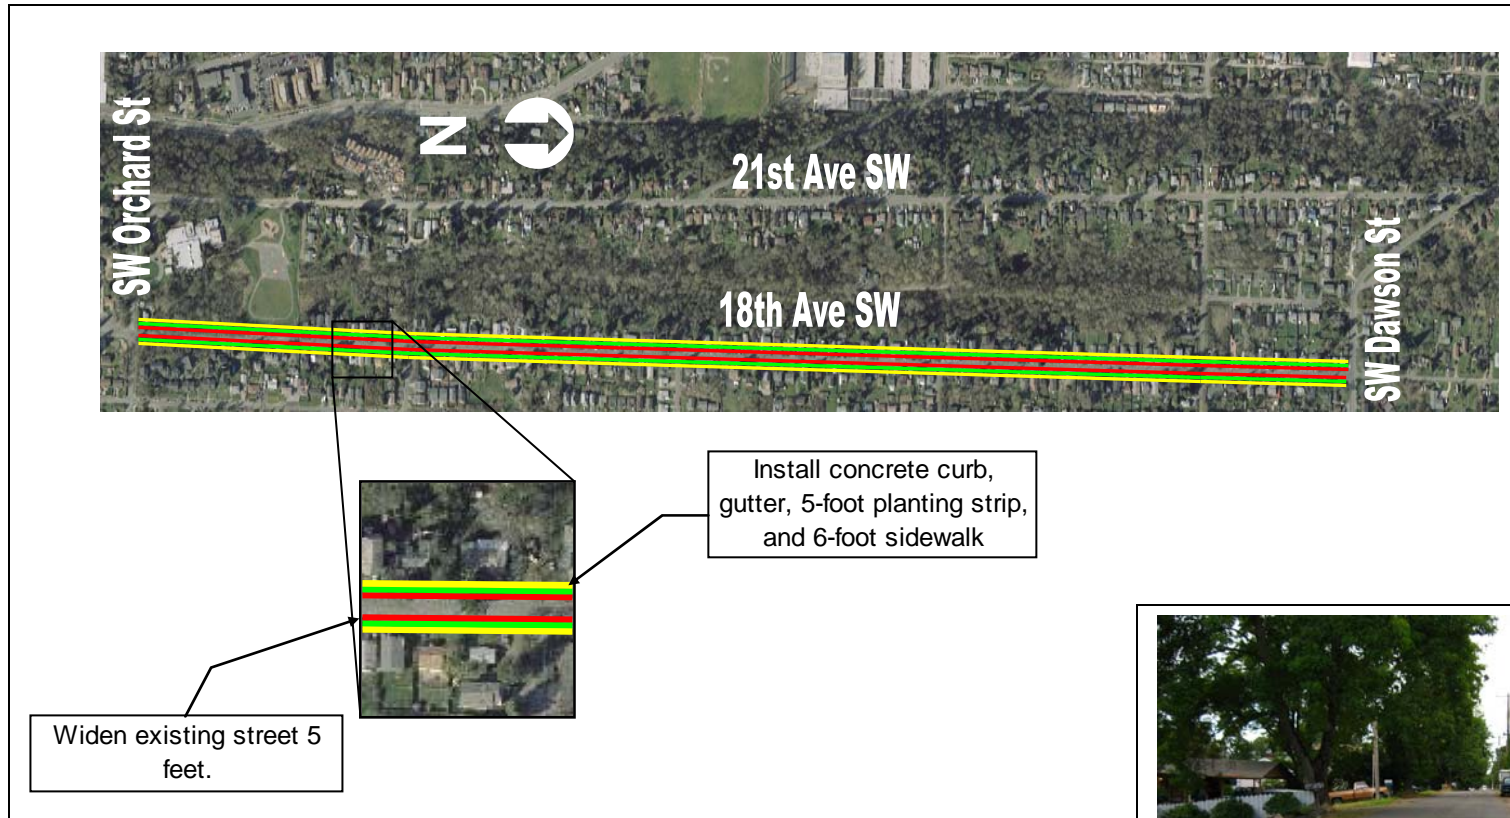 SW Orchard St
N
21st Ave SW
18th Ave SW
SW Dawson St
Install concrete curb,
gutter, 5-foot planting strip,
and 6-foot sidewalk
Widen existing street 5
feet.